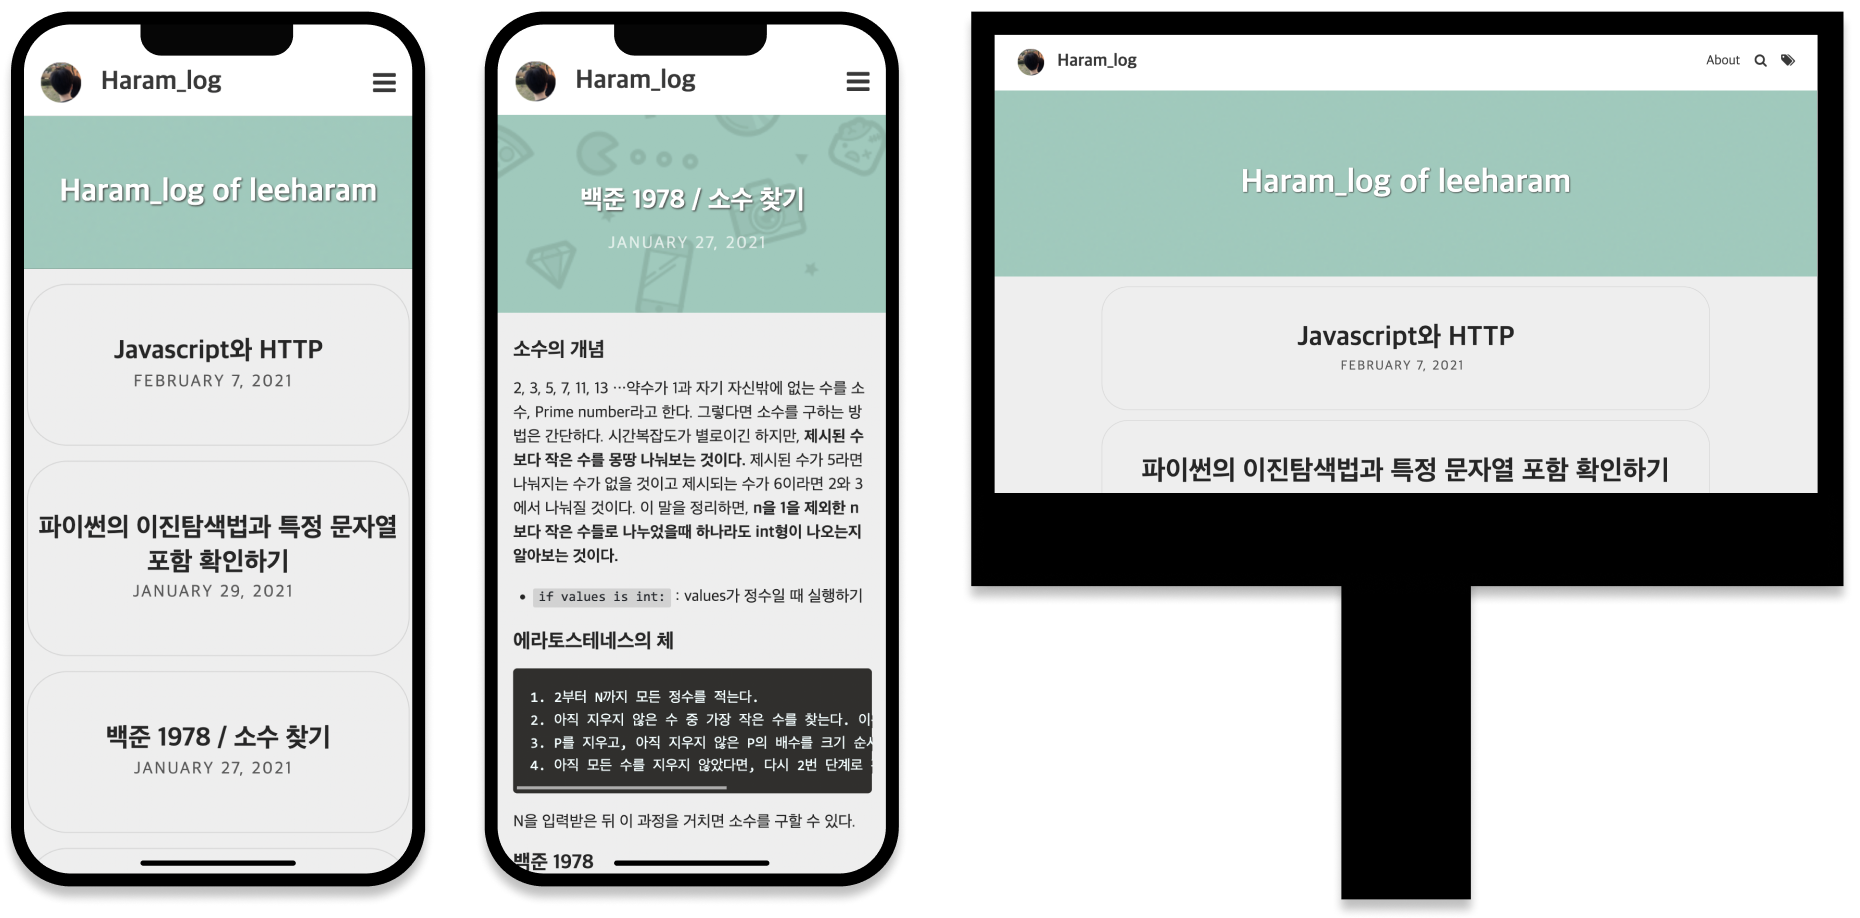 Haram_log
Haram_log of leeharam
Javascript와 HTTP
FEBRUARY 7, 2021
파이썬의 이진탐색법과 특정 문자열
포함 확인하기
JANUARY 29, 2021
백준 1978 / 소수 찾기
JANUARY 27, 2021
Haram_log
백준 1978 / 소수 찾기
JANUARY 27, 2021
소수의 개념
2, 3, 5, 7, 11, 13 …약수가 1과 자기 자신밖에 없는 수를 소
수, Prime number라고 한다. 그렇다면 소수를 구하는 방
법은 간단하다. 시간복잡도가 별로이긴 하지만, 제시된 수
보다 작은 수를 몽땅 나눠보는 것이다. 제시된 수가 5라면
나눠지는 수가 없을 것이고 제시되는 수가 6이라면 2와 3
에서 나눠질 것이다. 이 말을 정리하면, n을 1을 제외한 n
보다 작은 수들로 나누었을때 하나라도 int형이 나오는지
알아보는 것이다.
• if values is int: : values가 정수일 때 실행하기
에라토스테네스의 체
1. 2부터 N까지 모든 정수를 적는다.
2. 아직 지우지 않은 수 중 가장 작은 수를 찾는다.
3. P를 지우고, 아직 지우지 않은 P의 배수를 크기
4. 아직 모든 수를 지우지 않았다면, 다시 2번 단계로
N을 입력받은 뒤 이 과정을 거치면 소수를 구할 수 있다.
백준 1978
Haram_log
About
Haram_log of leeharam
Javascript와 HTTP
FEBRUARY 7, 2021
파이썬의 이진탐색법과 특정 문자열 포함 확인하기